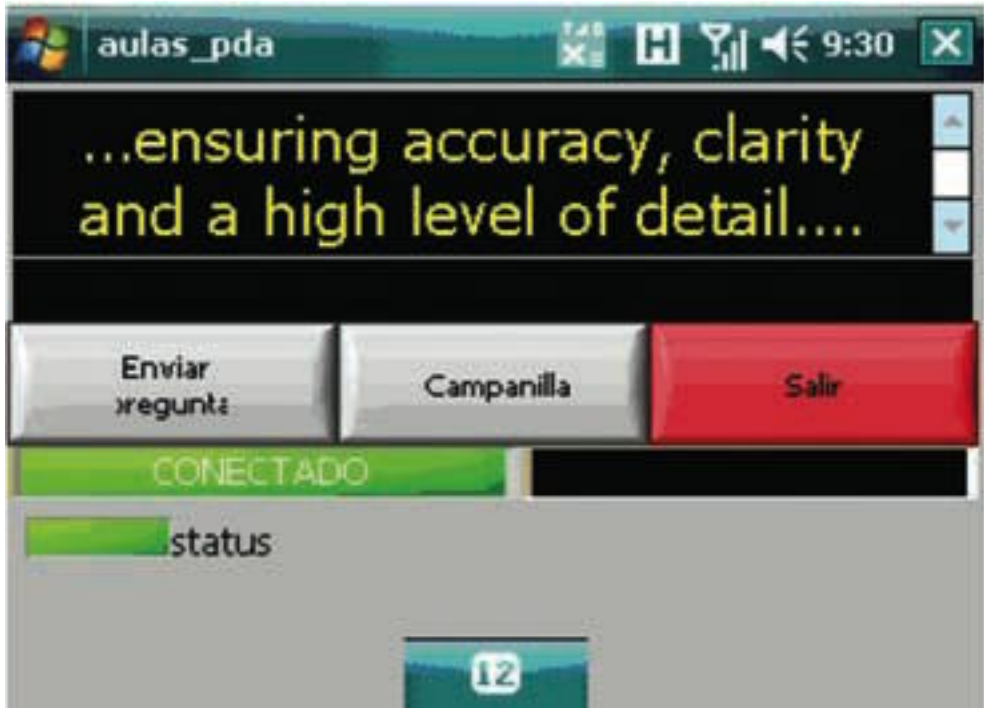 aulas_pda
H
9:30
...ensuring accuracy, clarity
and a high level of detail....
Enviar
pregunta
Campanilla
Salir
CONECTADO
status
12